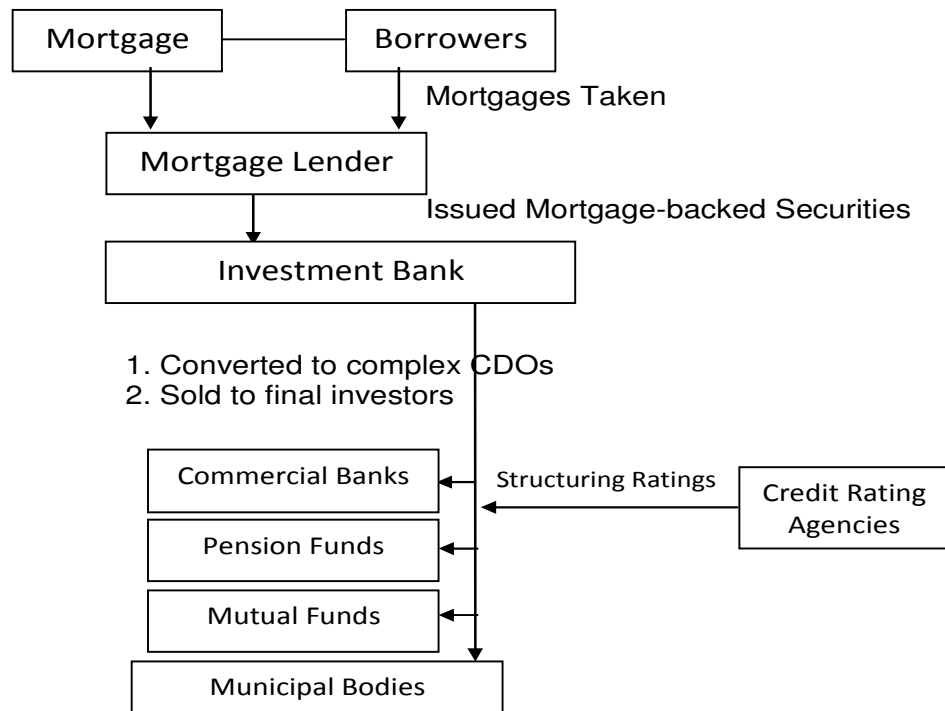 Mortgage
Borrowers
Mortgages Taken
Mortgage Lender
Issued Mortgage-backed Securities
Investment Bank
1. Converted to complex CDOs
2. Sold to final investors
Commercial Banks
Structuring Ratings
Credit Rating
Agencies
Pension Funds
Mutual Funds
Municipal Bodies